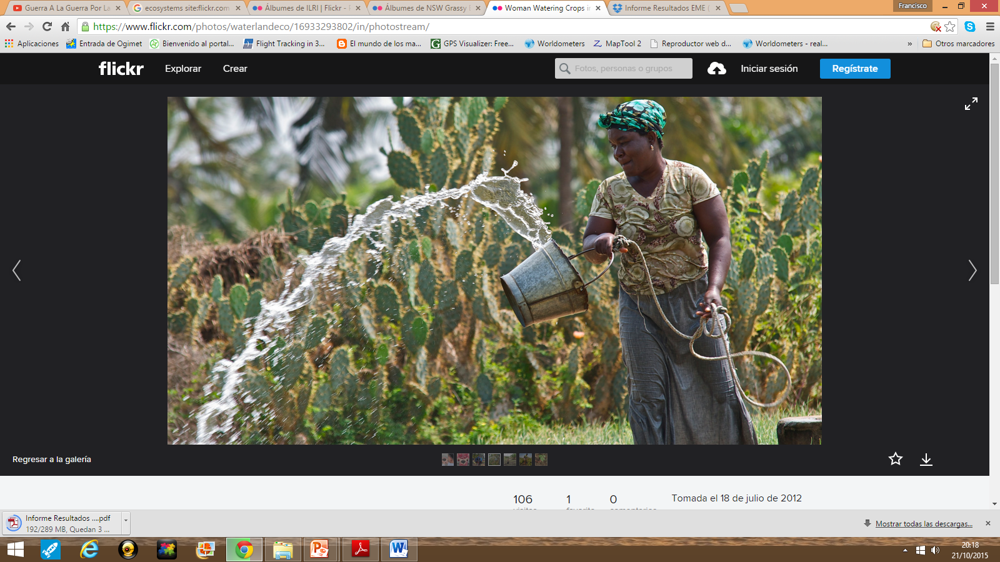 Guerra A La Guerra Por La
ecosystems site:flickr.com
Álbumes de ILRI | Flickr -
Álbumes de NSW Grassy
Woman Watering Crops in
Informe Resultados EME (
Francisco
https://www.flickr.com/photos/waterlandeco/16933293802/in/photostream/
Aplicaciones
Entrada de Ogimet
Bienvenido al portal...
Flight Tracking in 3...
El mundo de los ma...
GPS Visualizer: Free...
Worldometers
MapTool 2
Reproductor web d...
Worldometers - real...
»
Otros marcadores
flickr
Explorar
Crear
Fotos, personas o grupos
Iniciar sesión
Regístrate
Regresar a la galería
106
1
0
Tomada el 18 de julio de 2012
visitas
favorito
comentarios
Informe Resultados ....pdf
192/289 MB, Quedan 3 ...
Mostrar todas las descargas...
20:18
21/10/2015